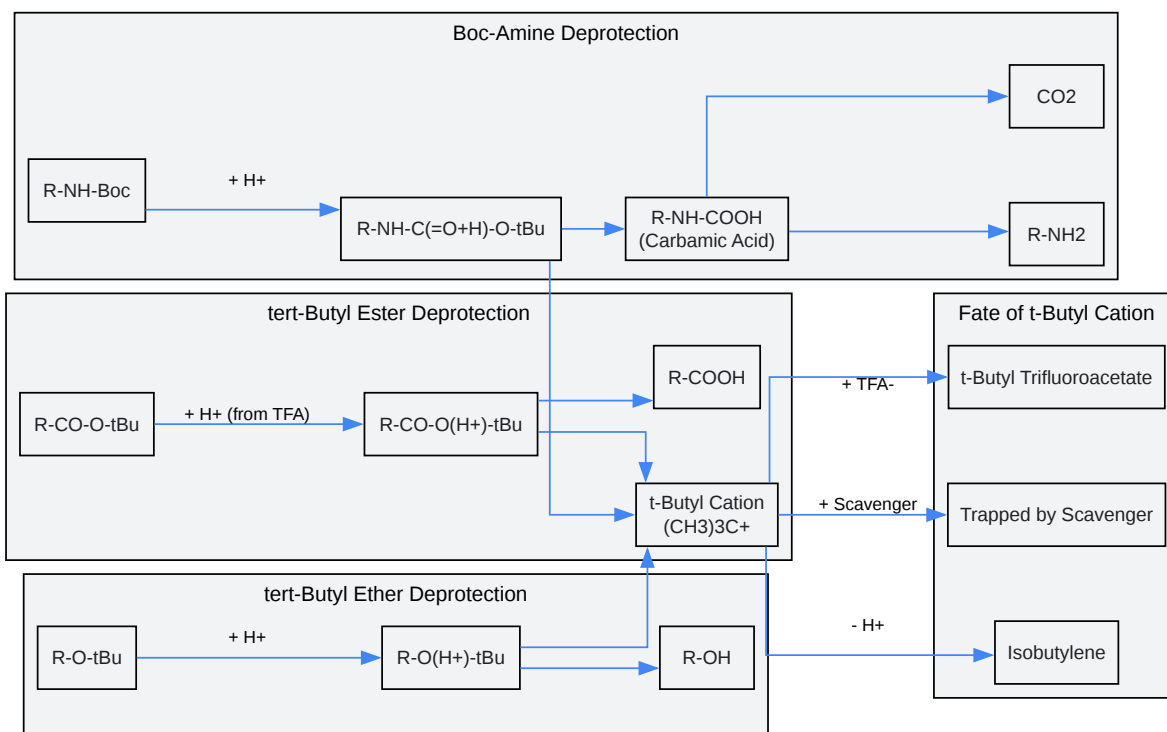 Boc-Amine Deprotection
CO2
R-NH-Boc
+ H+
R-NH-C(=O+H)-O-tBu
R-NH-COOH
(Carbamic Acid)
R-NH2
tert-Butyl Ester Deprotection
R-COOH
R-CO-O-tBu
+ H+ (from TFA)
R-CO-O(H+)-tBu
t-Butyl Cation
(CH3)3C+
Fate of t-Butyl Cation
+ TFA-
t-Butyl Trifluoroacetate
+ Scavenger
Trapped by Scavenger
- H+
Isobutylene
tert-Butyl Ether Deprotection
R-O-tBu
+ H+
R-O(H+)-tBu
R-OH